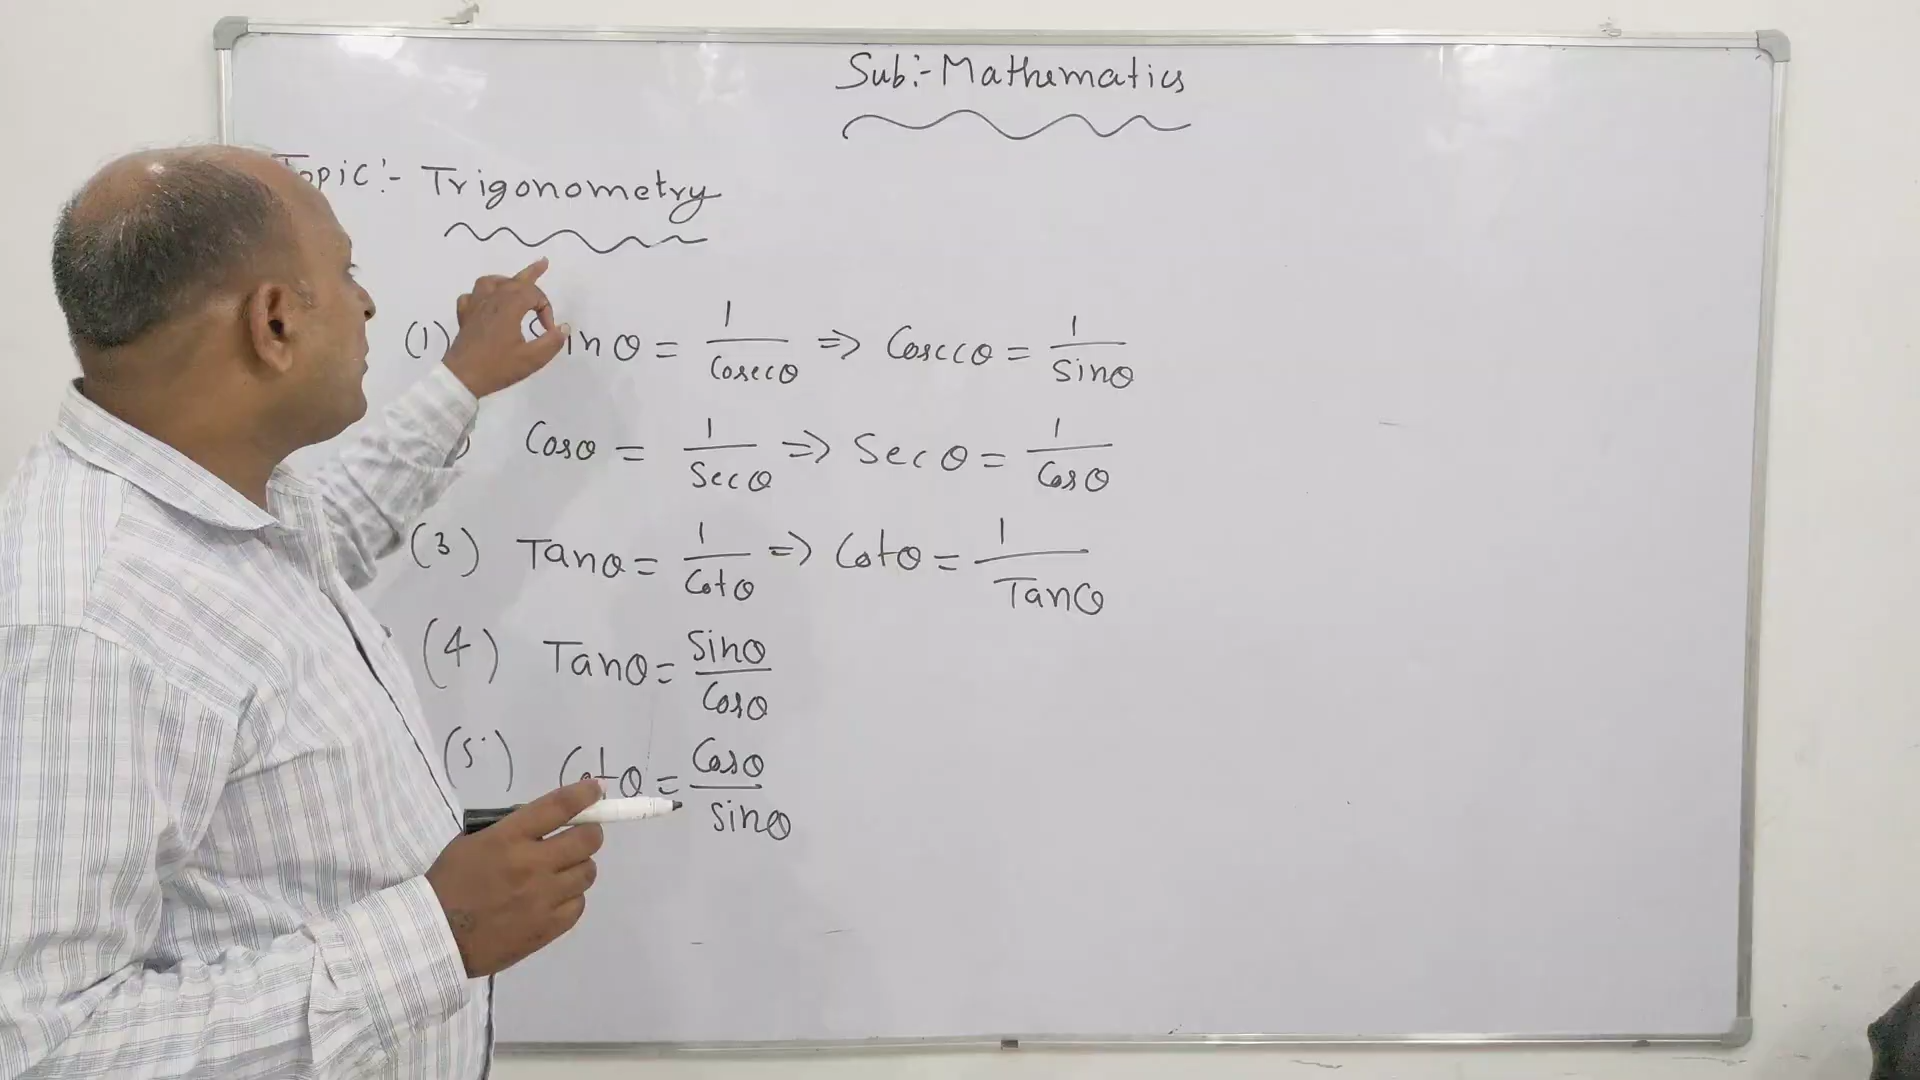 Sub:- Mathematics
Topic:- Trigonometry
(1) Sinθ = 1/Cosecθ ⇒ Cosecθ = 1/Sinθ
Cosθ = 1/Secθ ⇒ Secθ = 1/Cosθ
(3) Tanθ = 1/Cotθ ⇒ Cotθ = 1/Tanθ
(4) Tanθ = Sinθ/Cosθ
(5) Cotθ = Cosθ/Sinθ